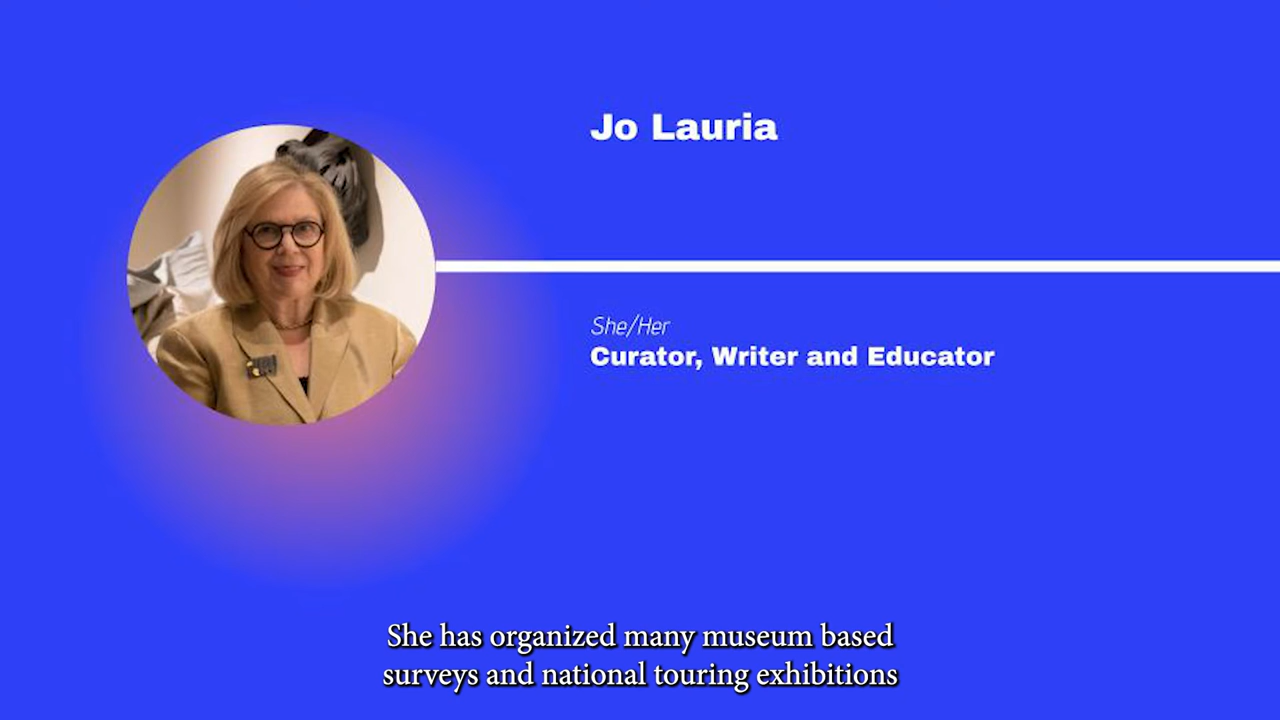 Jo Lauria
She/Her
Curator, Writer and Educator
She has organized many museum based
surveys and national touring exhibitions